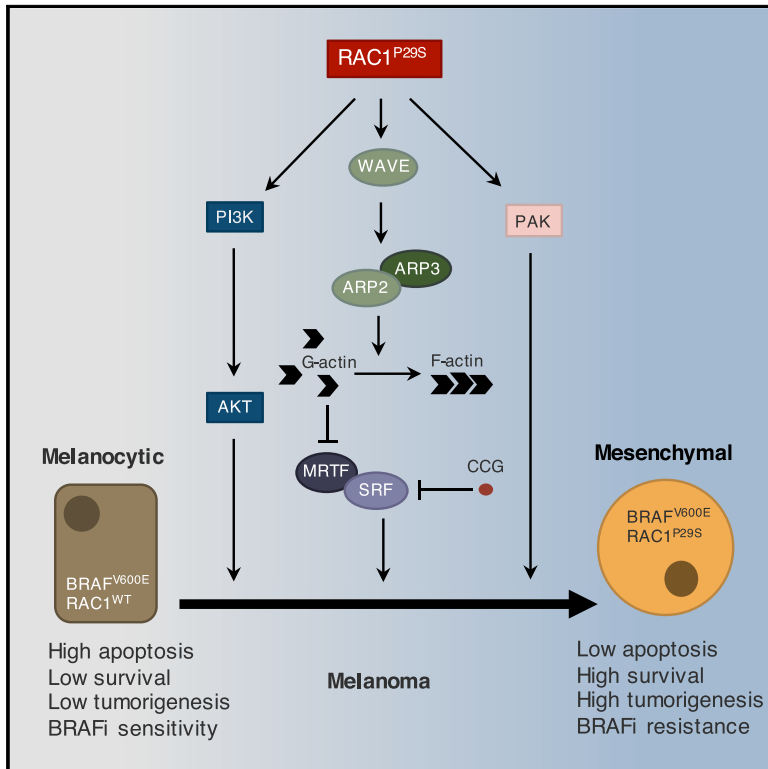 RAC1P29S
WAVE
PI3K
PAK
ARP3
ARP2
G-actin
F-actin
AKT
Melanocytic
MRTF
SRF
CCG
Mesenchymal
BRAFV600E
RAC1WT
BRAFV600E
RAC1P29S
High apoptosis
Low survival
Low tumorigenesis
BRAFi sensitivity
Melanoma
Low apoptosis
High survival
High tumorigenesis
BRAFi resistance